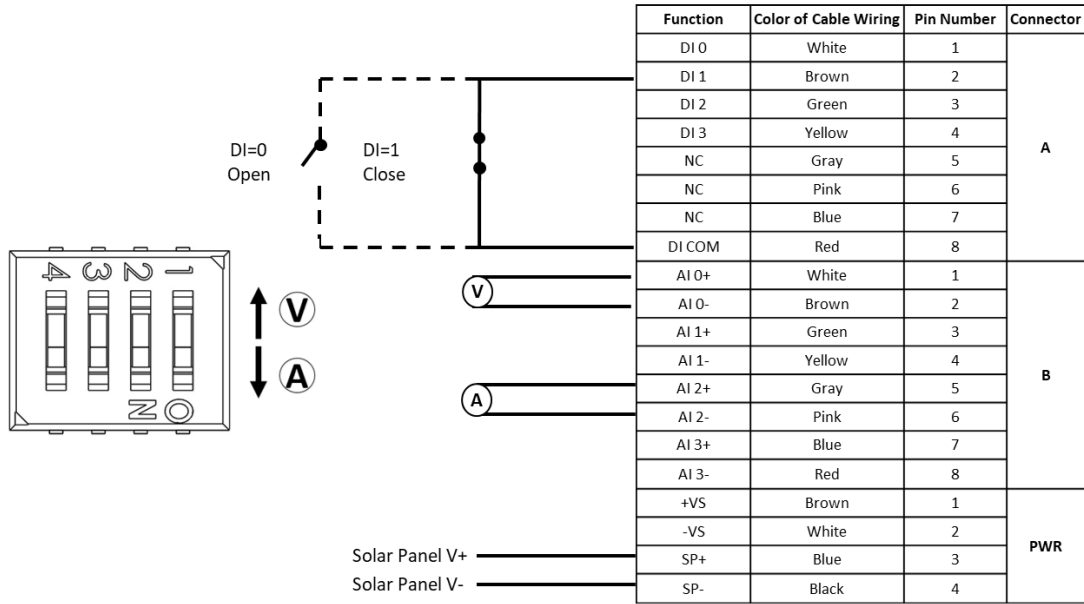 Function Color of Cable Wiring Pin Number Connector
DI 0 White 1
DI 1 Brown 2
DI 2 Green 3
DI 3 Yellow 4
NC Gray 5
NC Pink 6
NC Blue 7
DI COM Red 8
A
AI 0+ White 1
AI 0- Brown 2
AI 1+ Green 3
AI 1- Yellow 4
AI 2+ Gray 5
AI 2- Pink 6
AI 3+ Blue 7
AI 3- Red 8
B
+VS Brown 1
-VS White 2
SP+ Blue 3
SP- Black 4
PWR
DI=0
Open
DI=1
Close
V
A
1 2 3 4
ON
V
A
Solar Panel V+
Solar Panel V-